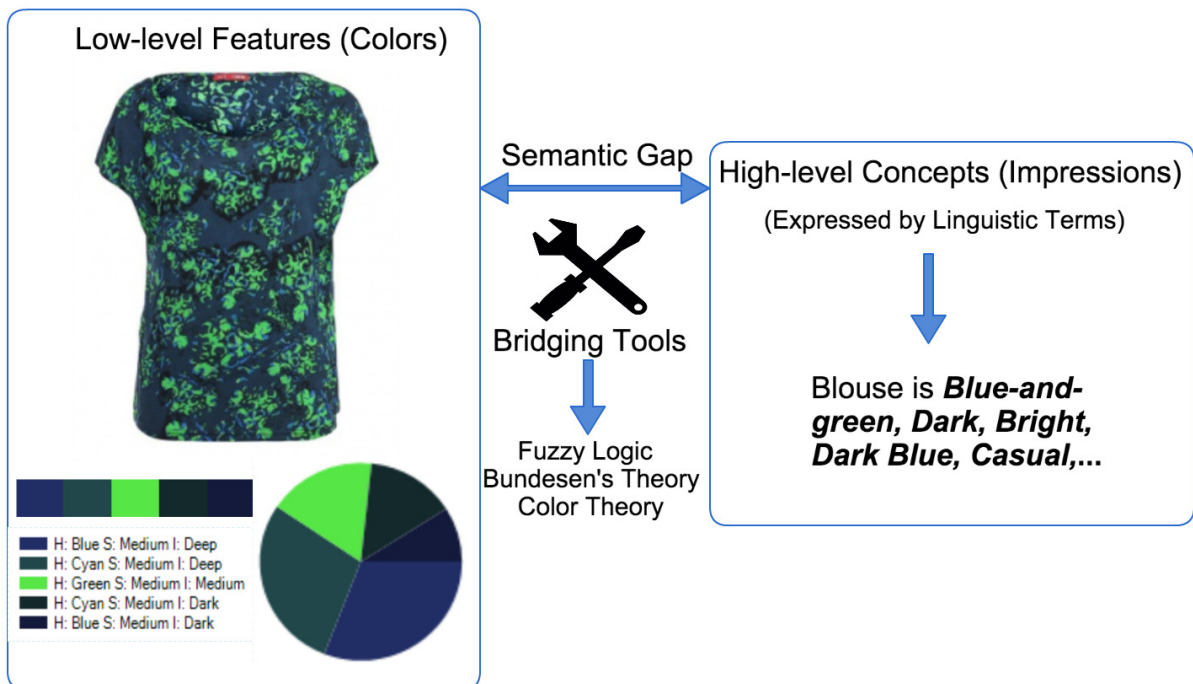 Low-level Features (Colors)
H: Blue S: Medium I: Deep
H: Cyan S: Medium I: Deep
H: Green S: Medium I: Medium
H: Cyan S: Medium I: Dark
H: Blue S: Medium I: Dark
Semantic Gap
Bridging Tools
Fuzzy Logic
Bundesen's Theory
Color Theory
High-level Concepts (Impressions)
(Expressed by Linguistic Terms)
Blouse is Blue-and-
green, Dark, Bright,
Dark Blue, Casual,...